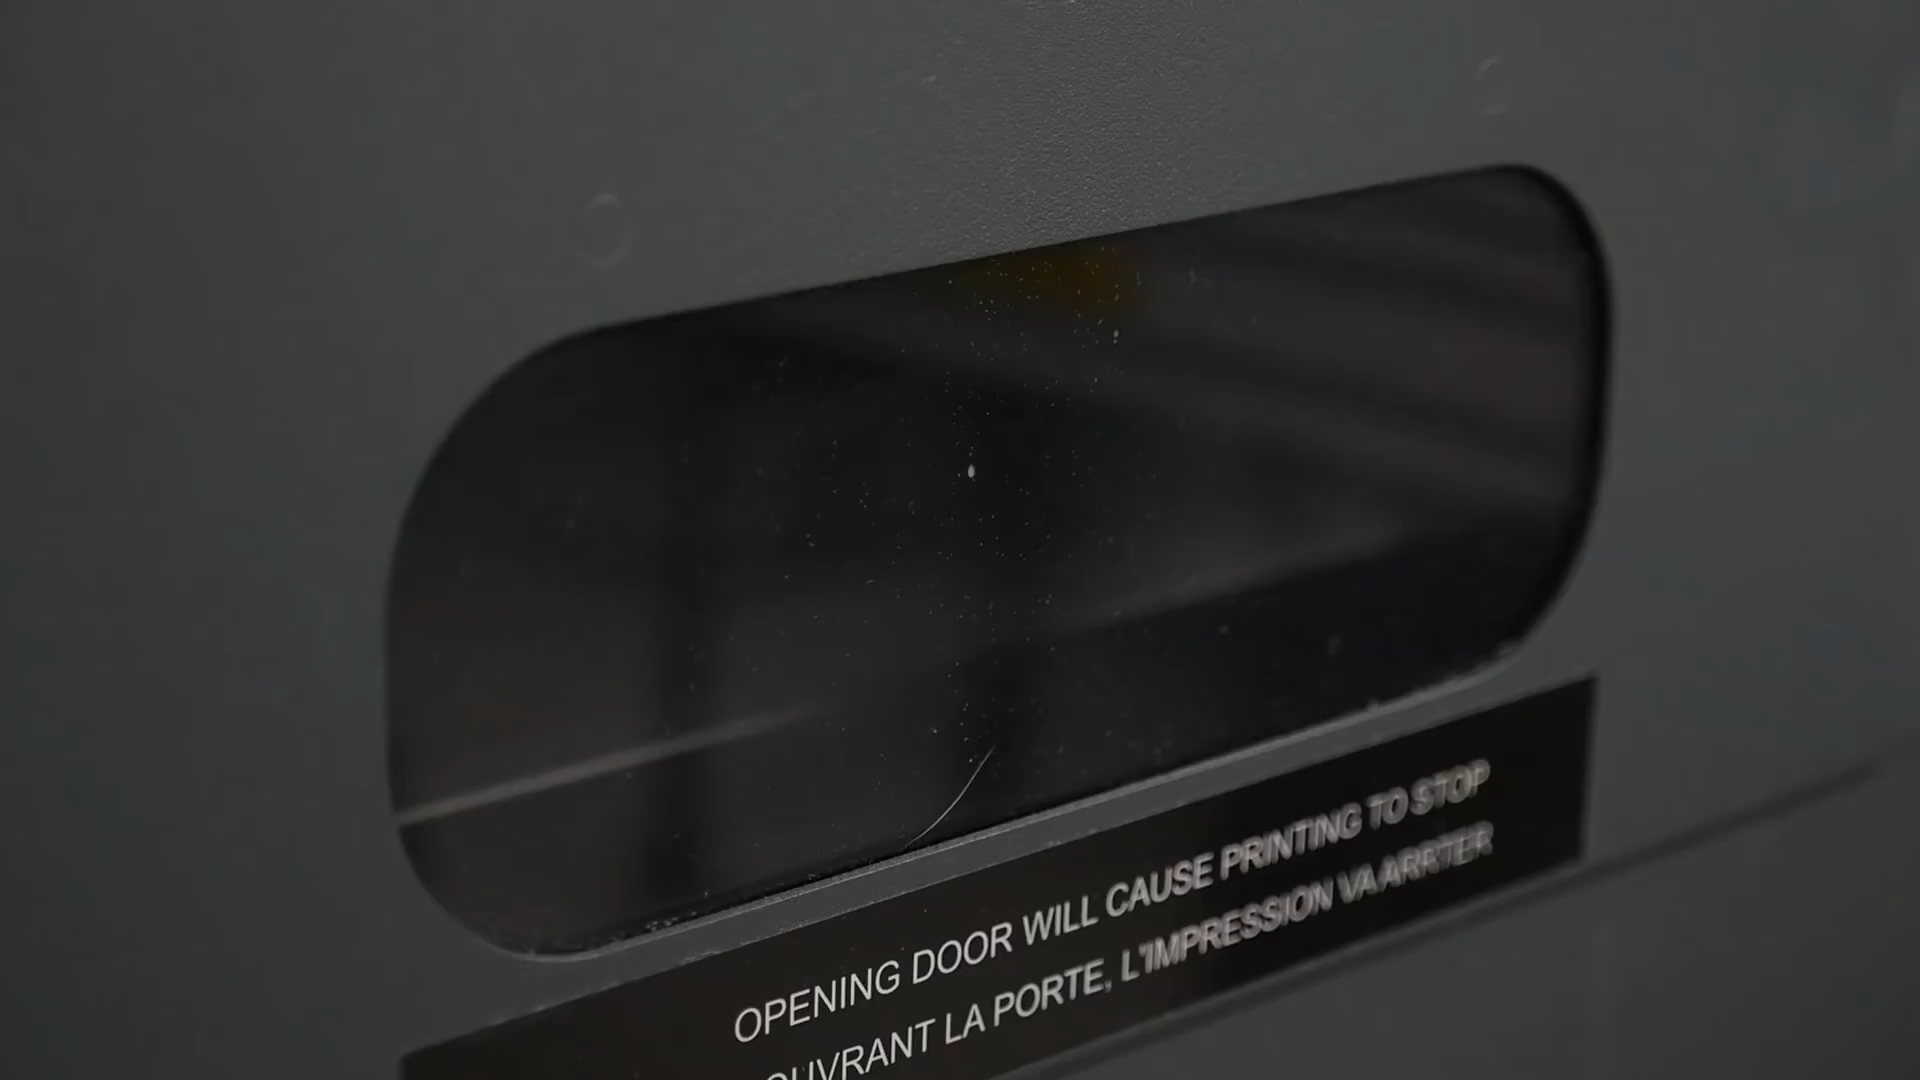 OPENING DOOR WILL CAUSE PRINTING TO STOP
OUVRANT LA PORTE, L'IMPRESSION VA ARRTER